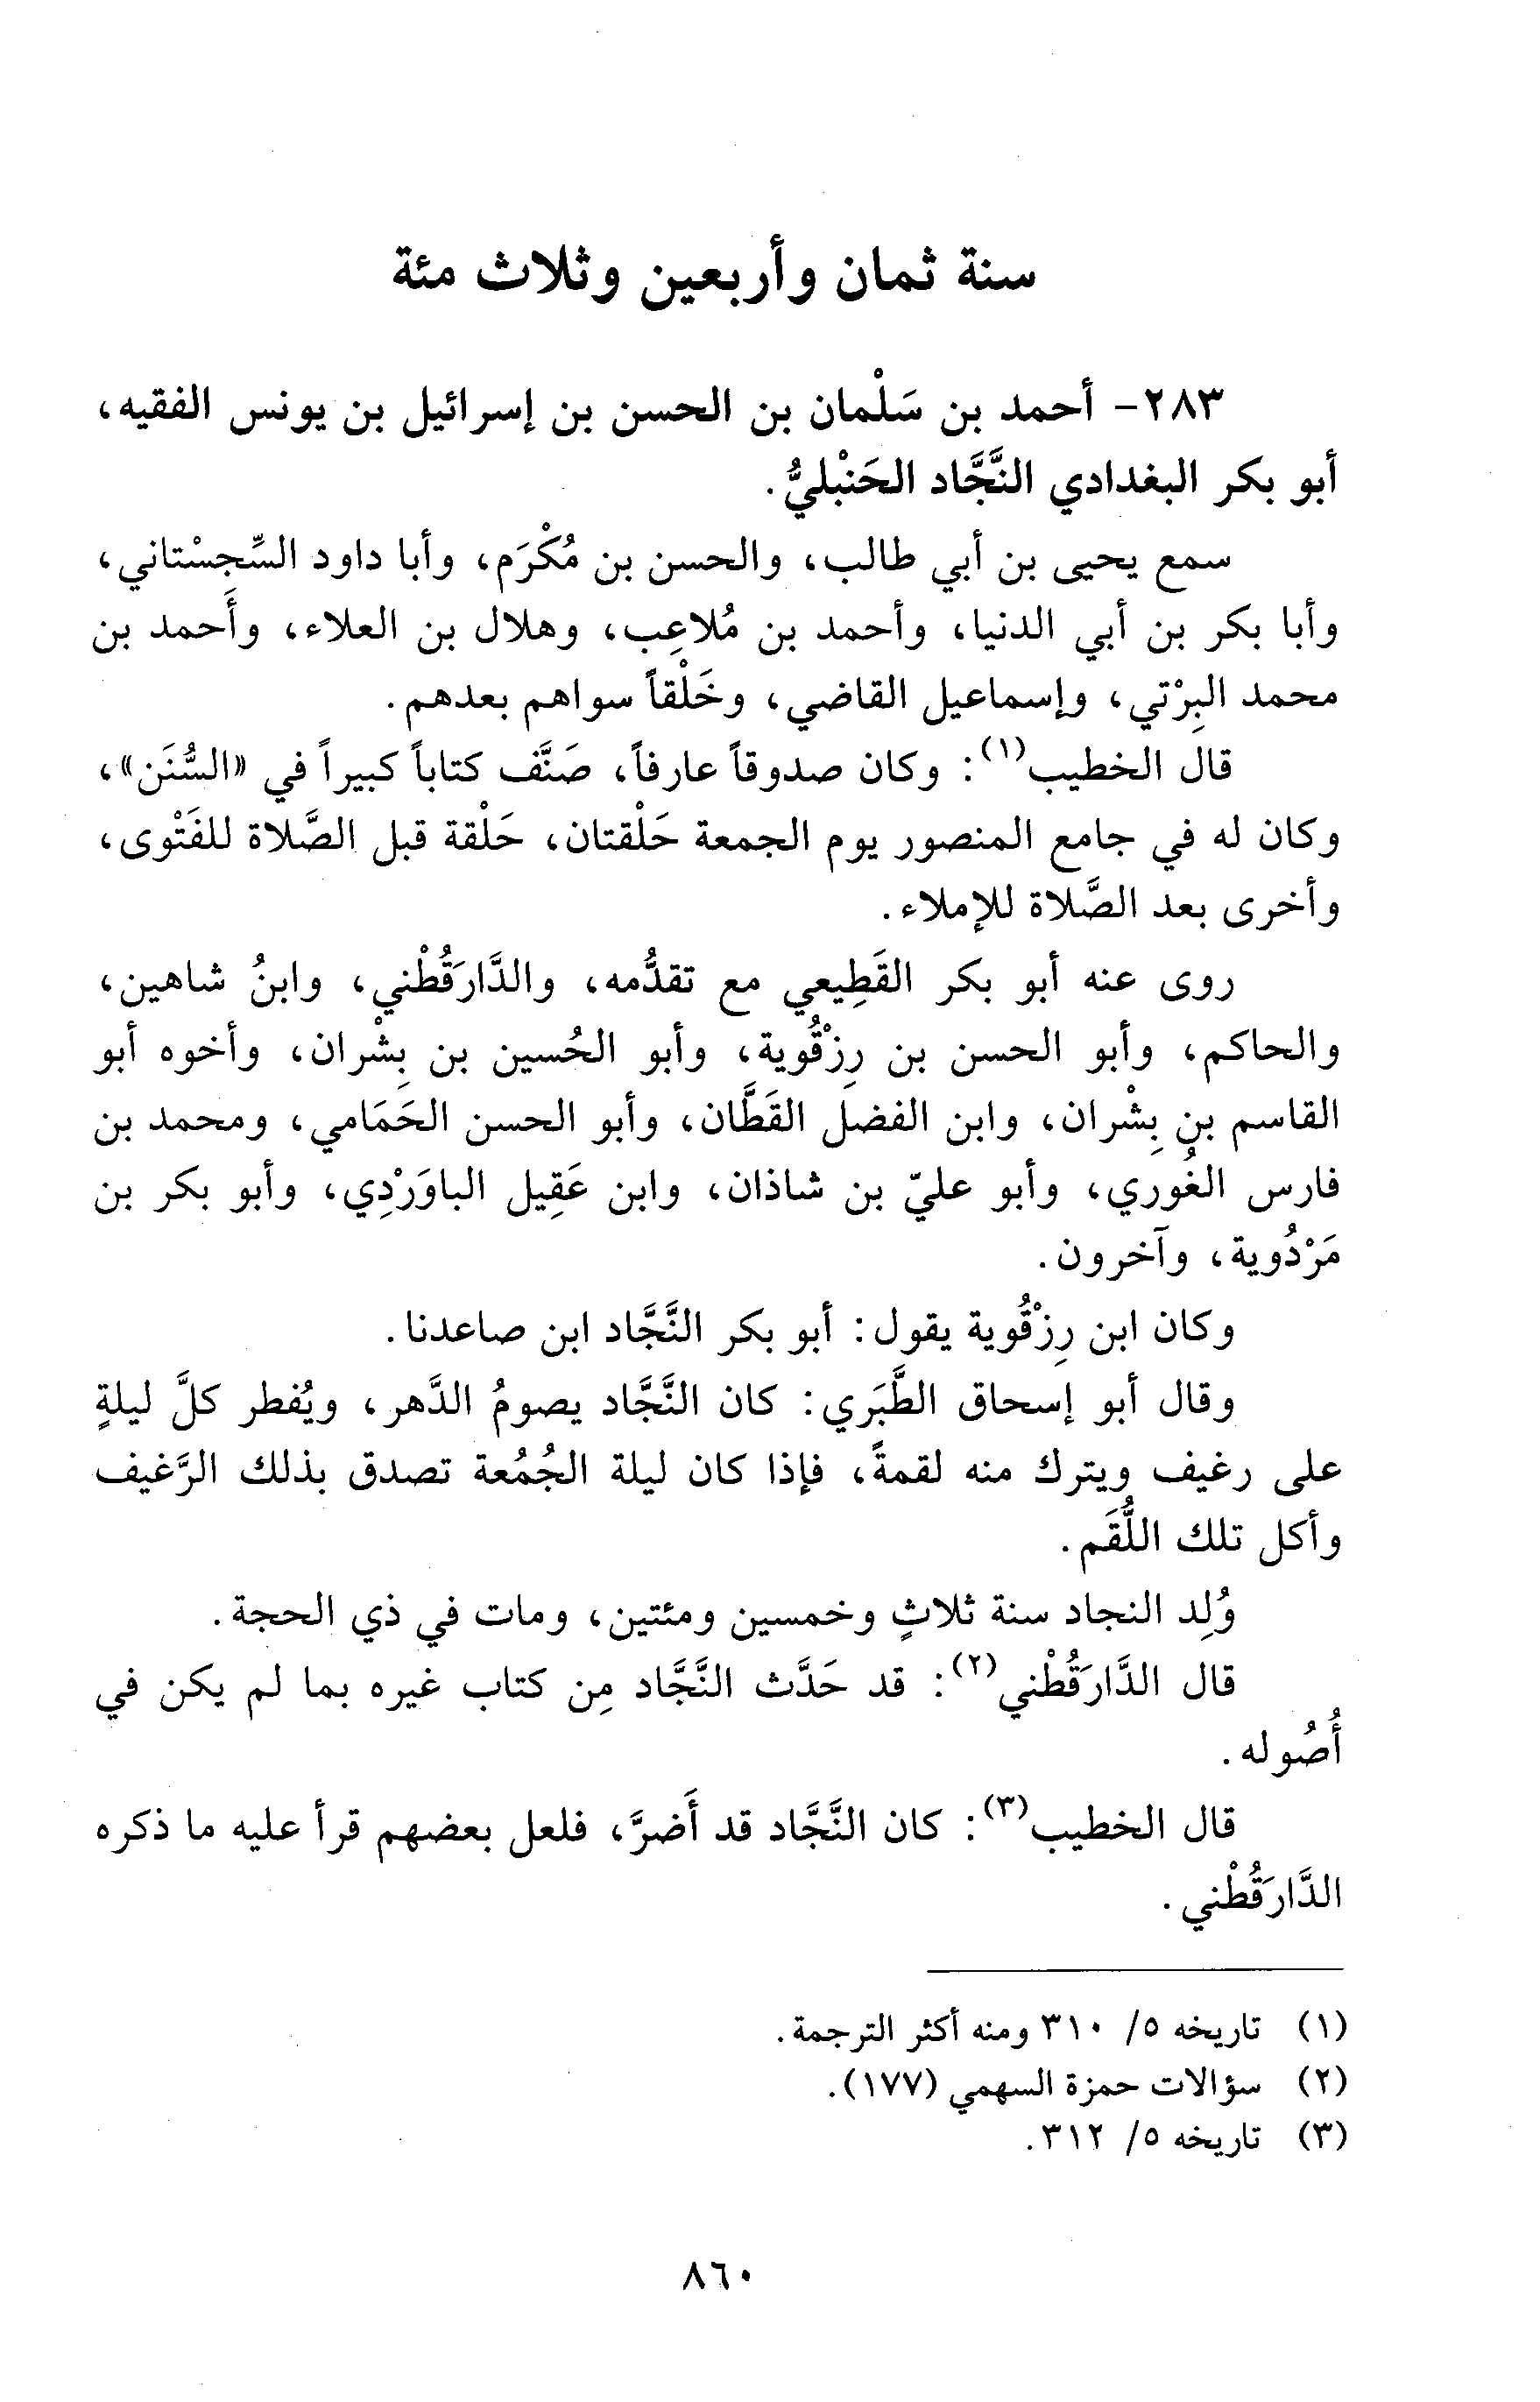 سنة ثمان وأربعين وثلاث مئة
٢٨٣- أحمد بن سَلْمان بن الحسن بن إسرائيل بن يونس الفقيه،
أبو بكر البغدادي النَّجَّاد الحَنْبليُّ.
سمع يحيى بن أبي طالب، والحسن بن مُكْرَم، وأبا داود السِّجسْتاني،
وأبا بكر بن أبي الدنيا، وأحمد بن مُلاعِب، وهلال بن العلاء، وأَحمد بن
محمد البِرْتي، وإسماعيل القاضي، وخَلْقاً سواهم بعدهم.
قال الخطيب(١): وكان صدوقاً عارفاً، صَنَّف كتاباً كبيراً في «السُّنَن»،
وكان له في جامع المنصور يوم الجمعة حَلْقتان، حَلْقة قبل الصَّلاة للفَتْوى،
وأخرى بعد الصَّلاة للإملاء.
روى عنه أبو بكر القَطِيعي مع تقدُّمه، والدَّارَقُطْني، وابنُ شاهين،
والحاكم، وأبو الحسن بن رِزْقُوية، وأبو الحُسين بن بِشْران، وأخوه أبو
القاسم بن بِشْران، وابن الفضل القَطَّان، وأبو الحسن الحَمَامي، ومحمد بن
فارس الغُوري، وأبو عليّ بن شاذان، وابن عَقِيل الباوَرْدِي، وأبو بكر بن
مَرْدُوية، وآخرون.
وكان ابن رِزْقُوية يقول: أبو بكر النَّجَّاد ابن صاعدنا.
وقال أبو إسحاق الطَّبَري: كان النَّجَّاد يصومُ الدَّهر، ويُفطر كلَّ ليلةٍ
على رغيف ويترك منه لقمةً، فإذا كان ليلة الجُمُعة تصدق بذلك الرَّغيف
وأكل تلك اللُّقَم.
وُلِد النجاد سنة ثلاثٍ وخمسين ومئتين، ومات في ذي الحجة.
قال الدَّارَقُطْني(٢): قد حَدَّث النَّجَّاد مِن كتاب غيره بما لم يكن في
أُصُوله.
قال الخطيب(٣): كان النَّجَّاد قد أَضرَّ، فلعل بعضهم قرأ عليه ما ذكره
الدَّارَقُطْني.
(١) تاريخه ٥/ ٣١٠ ومنه أكثر الترجمة.
(٢) سؤالات حمزة السهمي (١٧٧).
(٣) تاريخه ٥/ ٣١٢.
٨٦٠